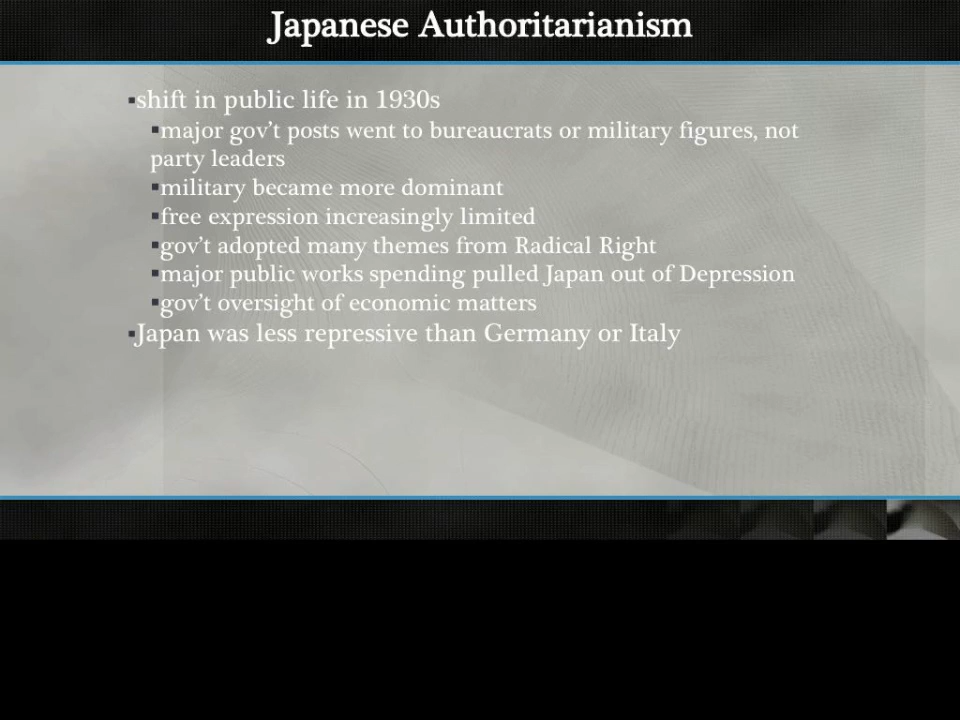 Japanese Authoritarianism
▪shift in public life in 1930s
▪major gov’t posts went to bureaucrats or military figures, not
party leaders
▪military became more dominant
▪free expression increasingly limited
▪gov’t adopted many themes from Radical Right
▪major public works spending pulled Japan out of Depression
▪gov’t oversight of economic matters
▪Japan was less repressive than Germany or Italy